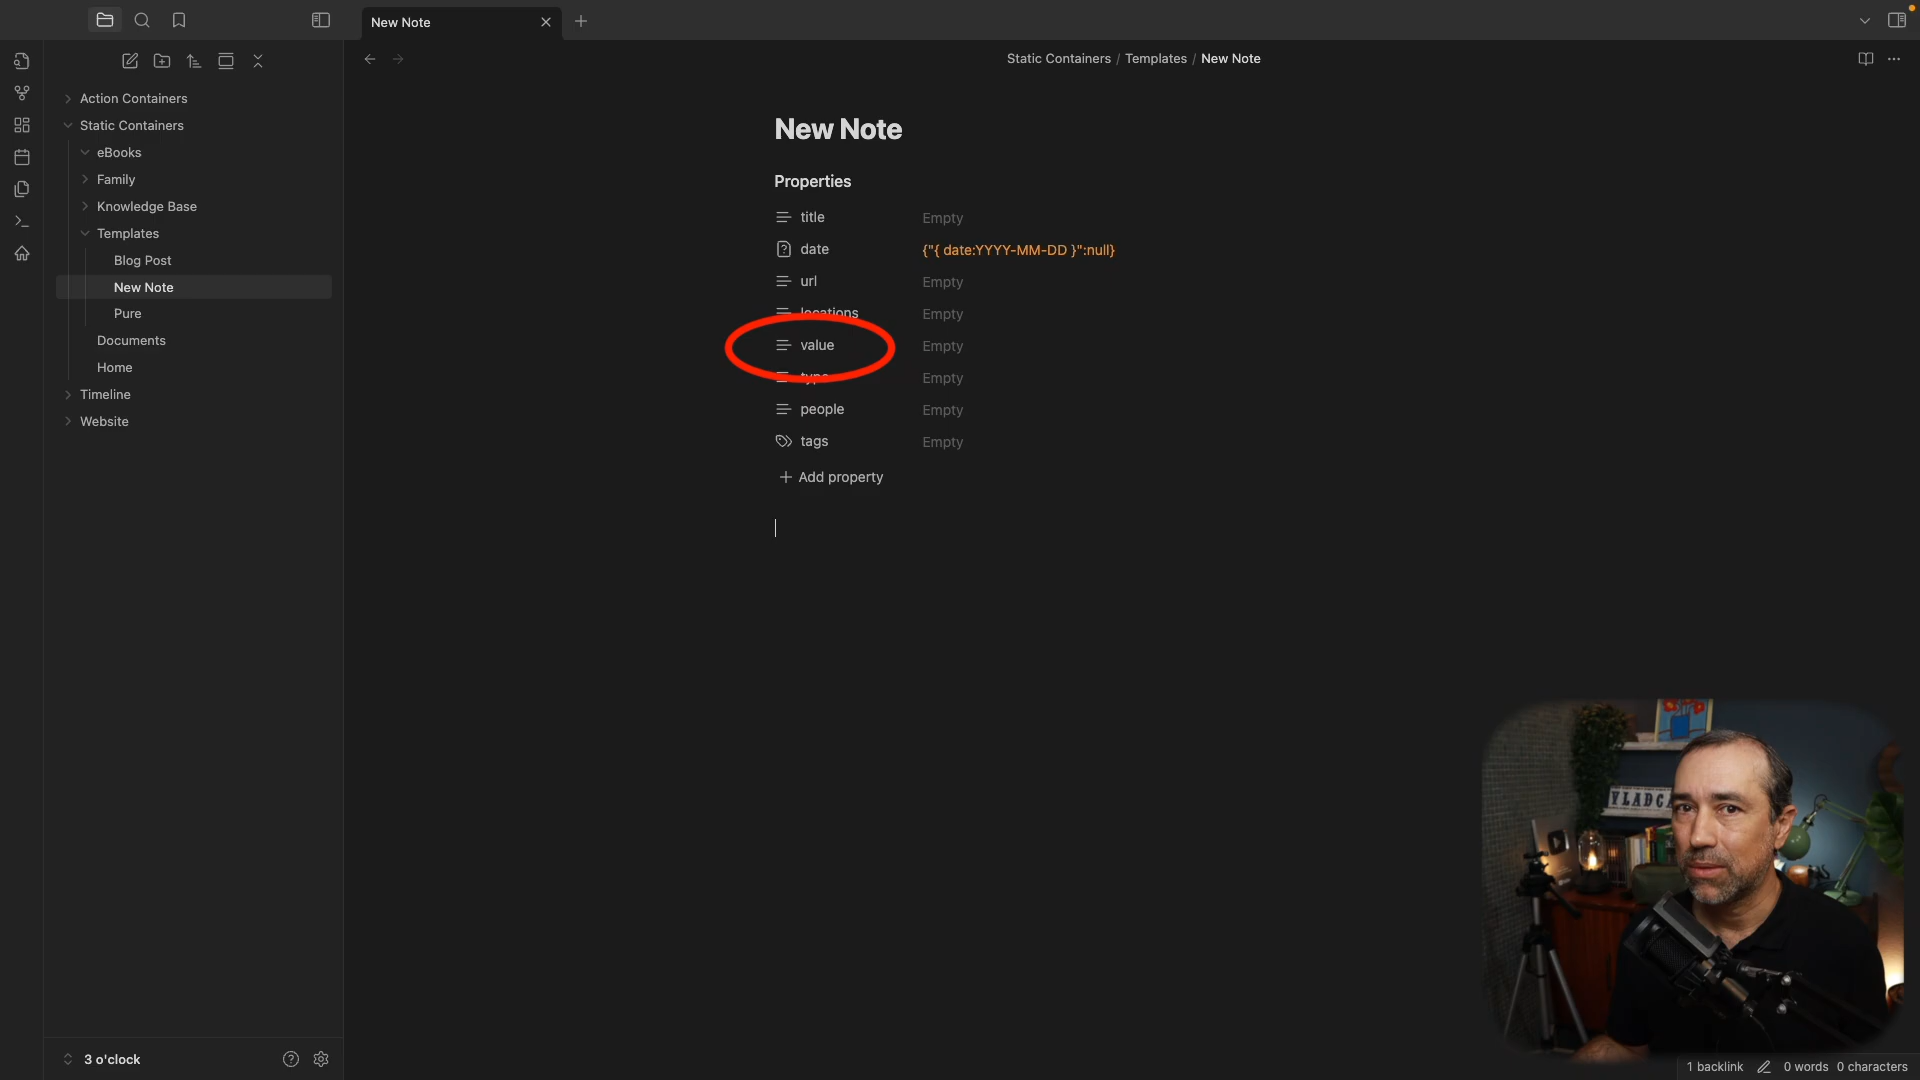 New Note
Static Containers / Templates / New Note
Action Containers
Static Containers
eBooks
Family
Knowledge Base
Templates
Blog Post
New Note
Pure
Documents
Home
Timeline
Website
New Note
Properties
title Empty
date {"{ date:YYYY-MM-DD }":null}
url Empty
locations Empty
value Empty
type Empty
people Empty
tags Empty
Add property
VLADCA
3 o'clock
1 backlink 0 words 0 characters